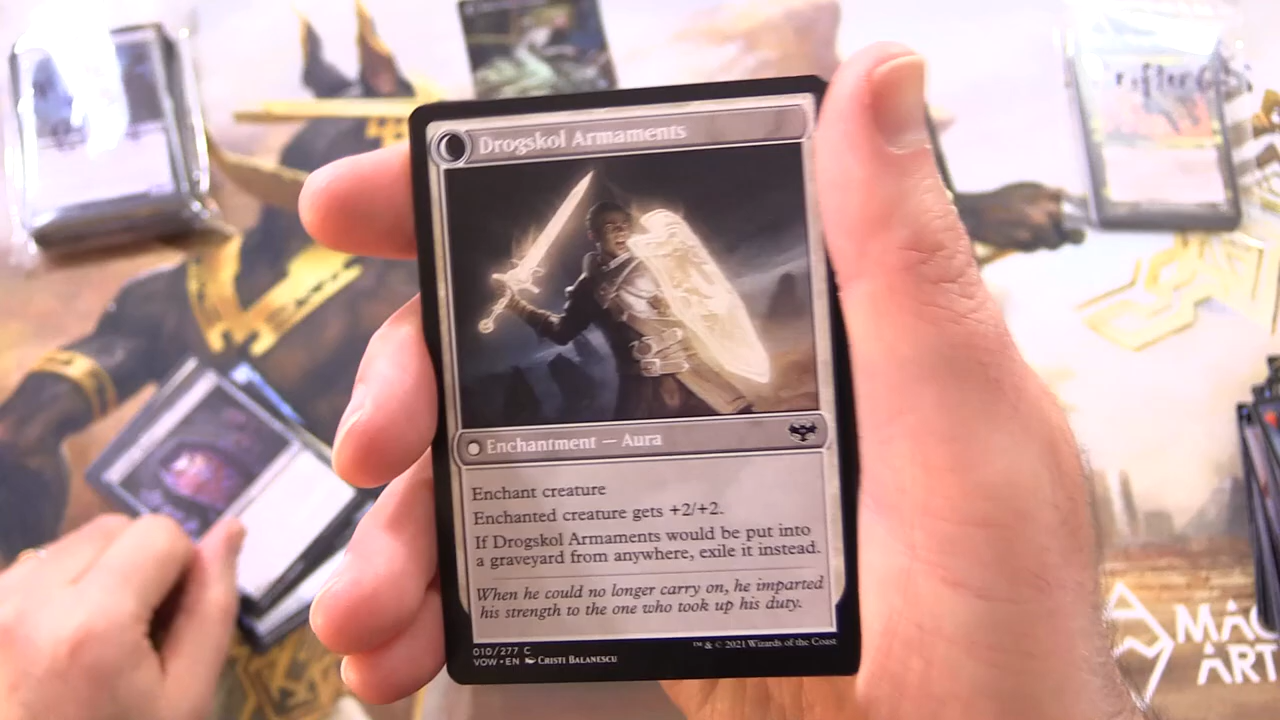 Drogskol Armaments
Enchantment — Aura
Enchant creature
Enchanted creature gets +2/+2.
If Drogskol Armaments would be put into
a graveyard from anywhere, exile it instead.
When he could no longer carry on, he imparted
his strength to the one who took up his duty.
010/277 C
VOW • EN CRISTI BALANESCU
™ & © 2021 Wizards of the Coast